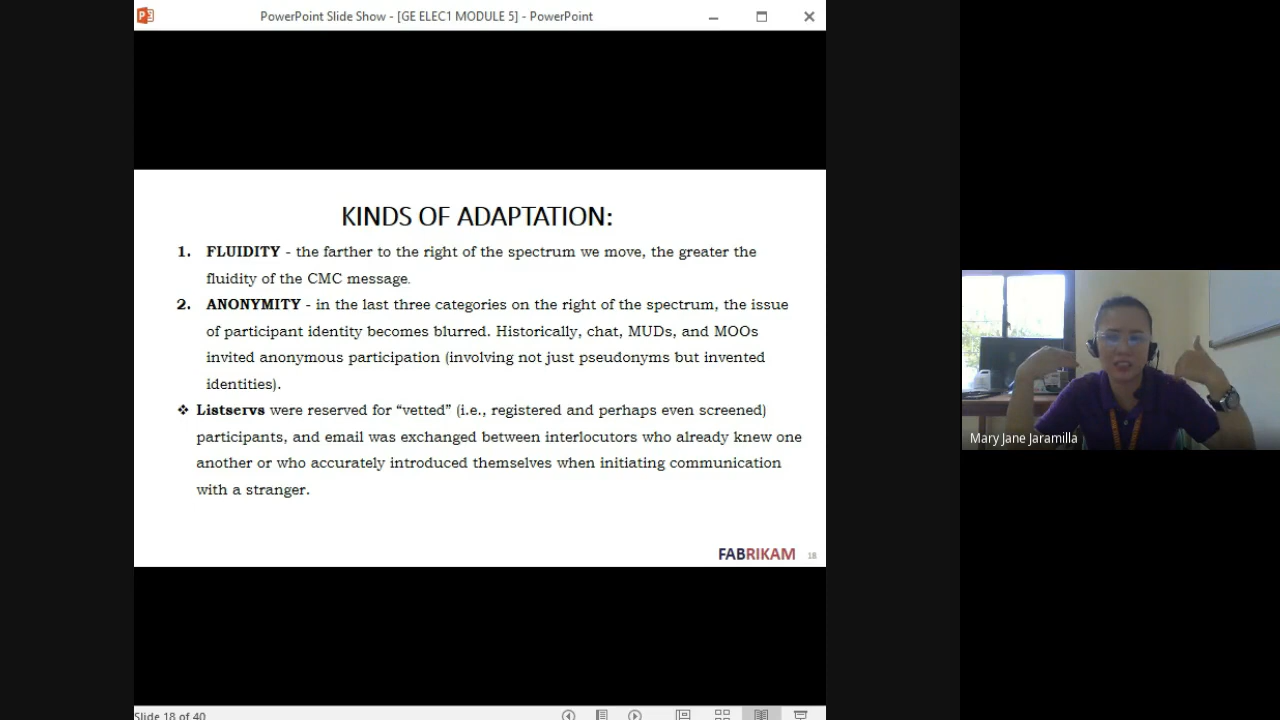 PowerPoint Slide Show - [GE ELEC1 MODULE 5] - PowerPoint
KINDS OF ADAPTATION:
1. FLUIDITY - the farther to the right of the spectrum we move, the greater the
fluidity of the CMC message.
2. ANONYMITY - in the last three categories on the right of the spectrum, the issue
of participant identity becomes blurred. Historically, chat, MUDs, and MOOs
invited anonymous participation (involving not just pseudonyms but invented
identities).
❖ Listservs were reserved for “vetted” (i.e., registered and perhaps even screened)
participants, and email was exchanged between interlocutors who already knew one
another or who accurately introduced themselves when initiating communication
with a stranger.
FABRIKAM 18
Mary Jane Jaramilla
Slide 18 of 40